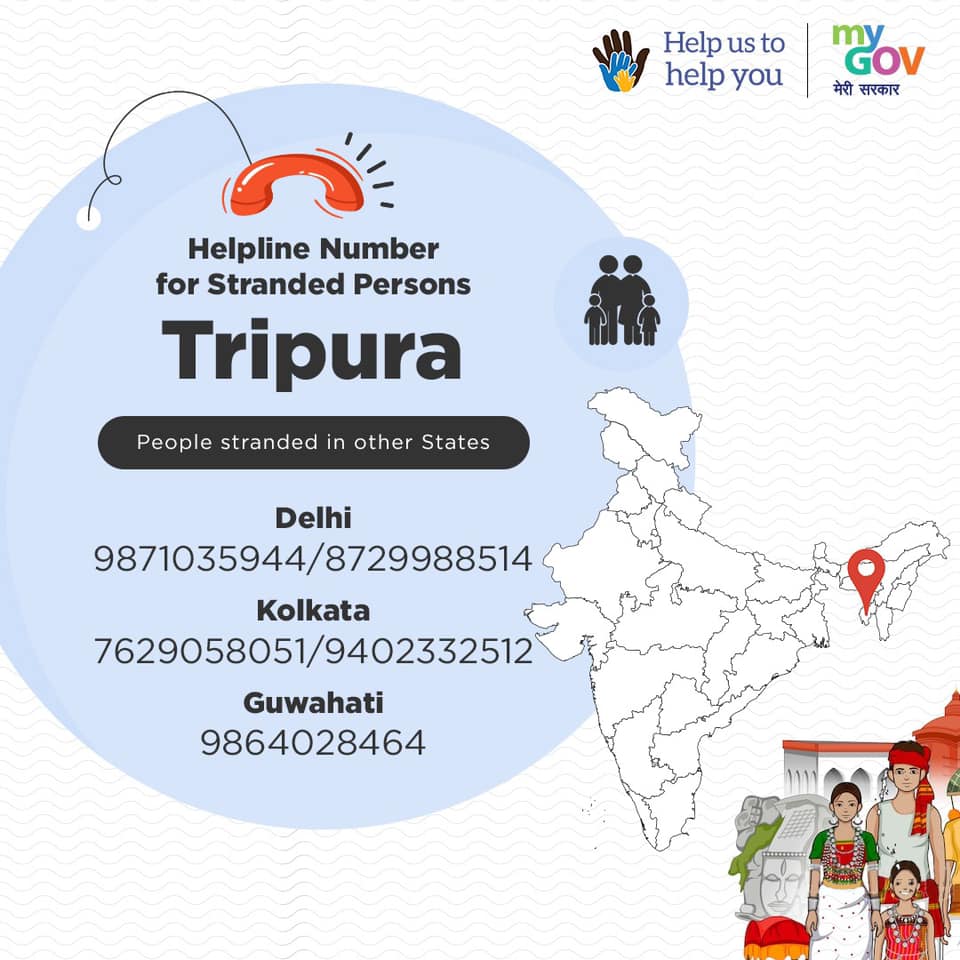 Help us to
help you
my
GOV
मेरी सरकार
Helpline Number
for Stranded Persons
Tripura
People stranded in other States
Delhi
9871035944/8729988514
Kolkata
7629058051/9402332512
Guwahati
9864028464